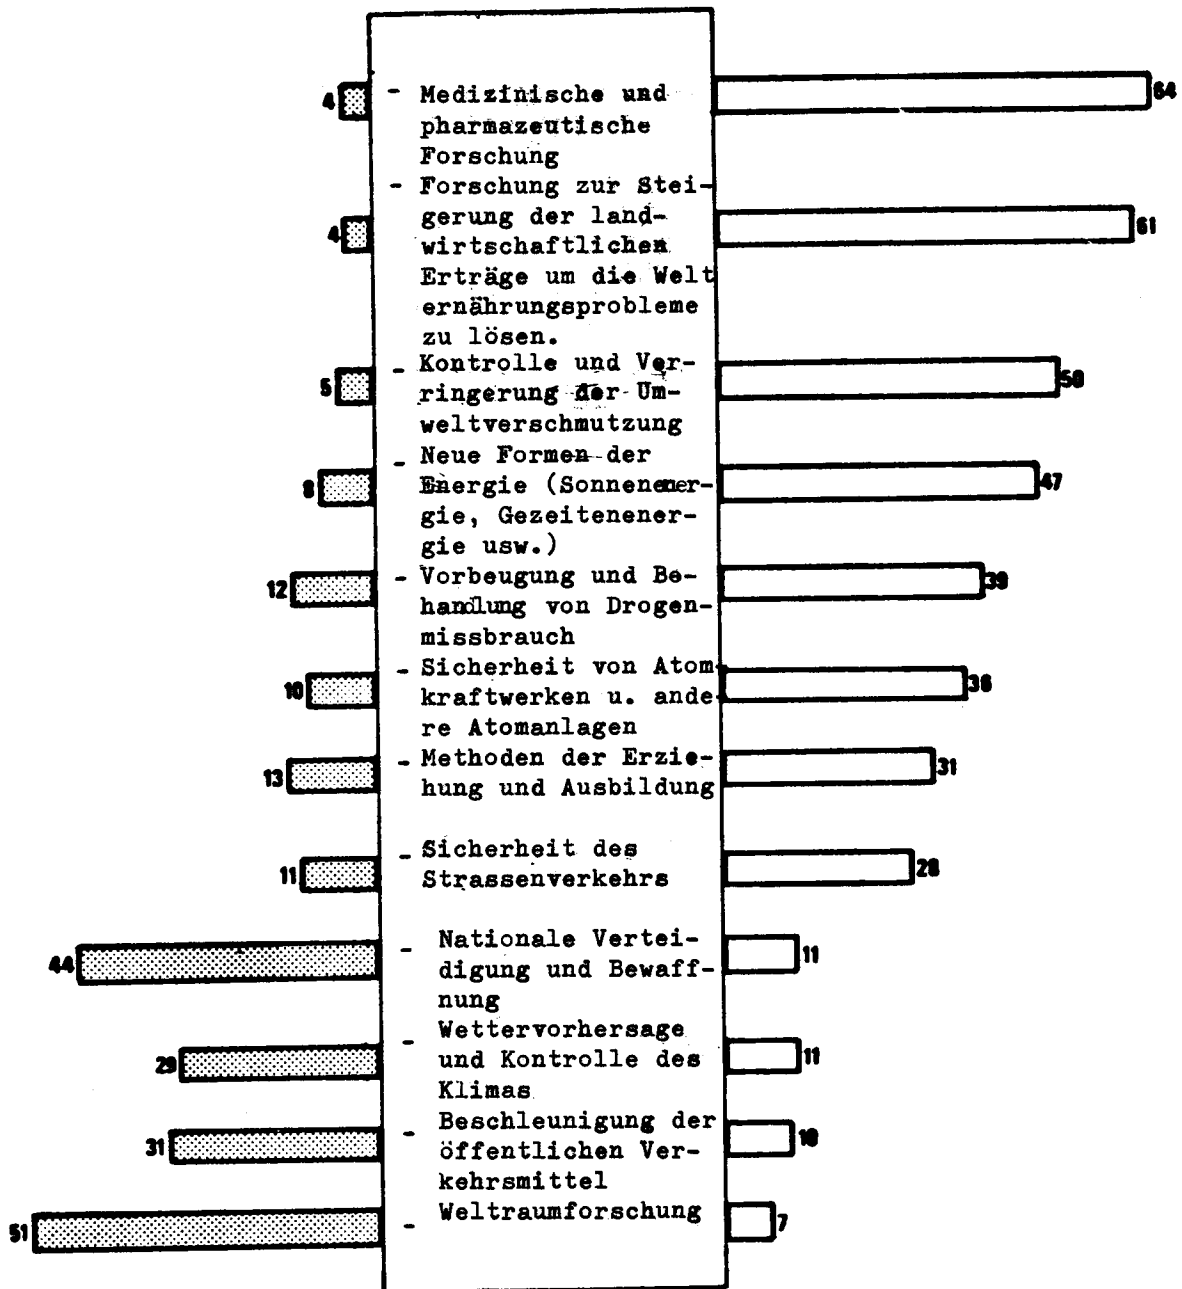 4 - Medizinische und 64
pharmazeutische
Forschung
- Forschung zur Stei-
4 gerung der land- 61
wirtschaftlichen
Erträge um die Welt
ernährungsprobleme
zu lösen.
- Kontrolle und Ver-
5 ringerung der Um- 50
weltverschmutzung
- Neue Formen der
8 Energie (Sonnenener- 47
gie, Gezeitenener-
gie usw.)
12 - Vorbeugung und Be- 39
handlung von Drogen-
missbrauch
- Sicherheit von Atom
10 kraftwerken u. ande 36
re Atomanlagen
- Methoden der Erzie-
13 hung und Ausbildung 31
- Sicherheit des
11 Strassenverkehrs 28
- Nationale Vertei-
44 digung und Bewaff- 11
nung
- Wettervorhersage
29 und Kontrolle des 11
Klimas
Beschleunigung der
31 - öffentlichen Ver- 10
kehrsmittel
51 - Weltraumforschung 7